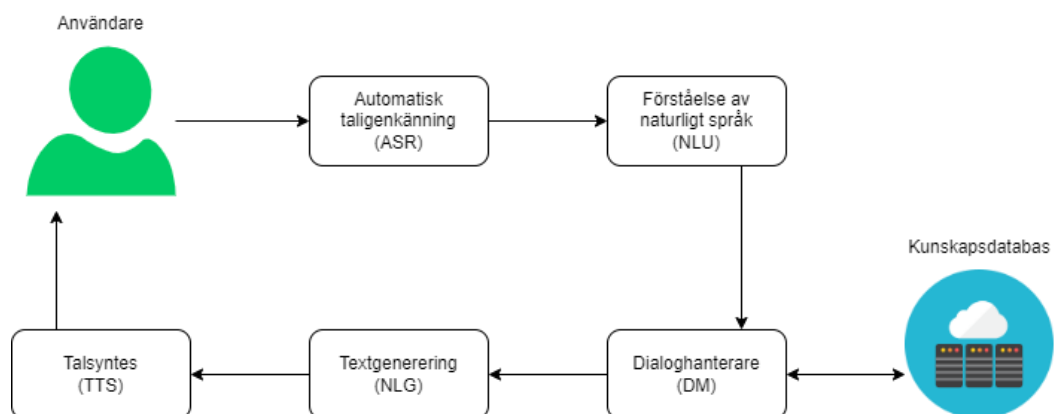 Användare
Automatisk
taligenkänning
(ASR)
Förståelse av
naturligt språk
(NLU)
Kunskapsdatabas
Talsyntes
(TTS)
Textgenerering
(NLG)
Dialoghanterare
(DM)